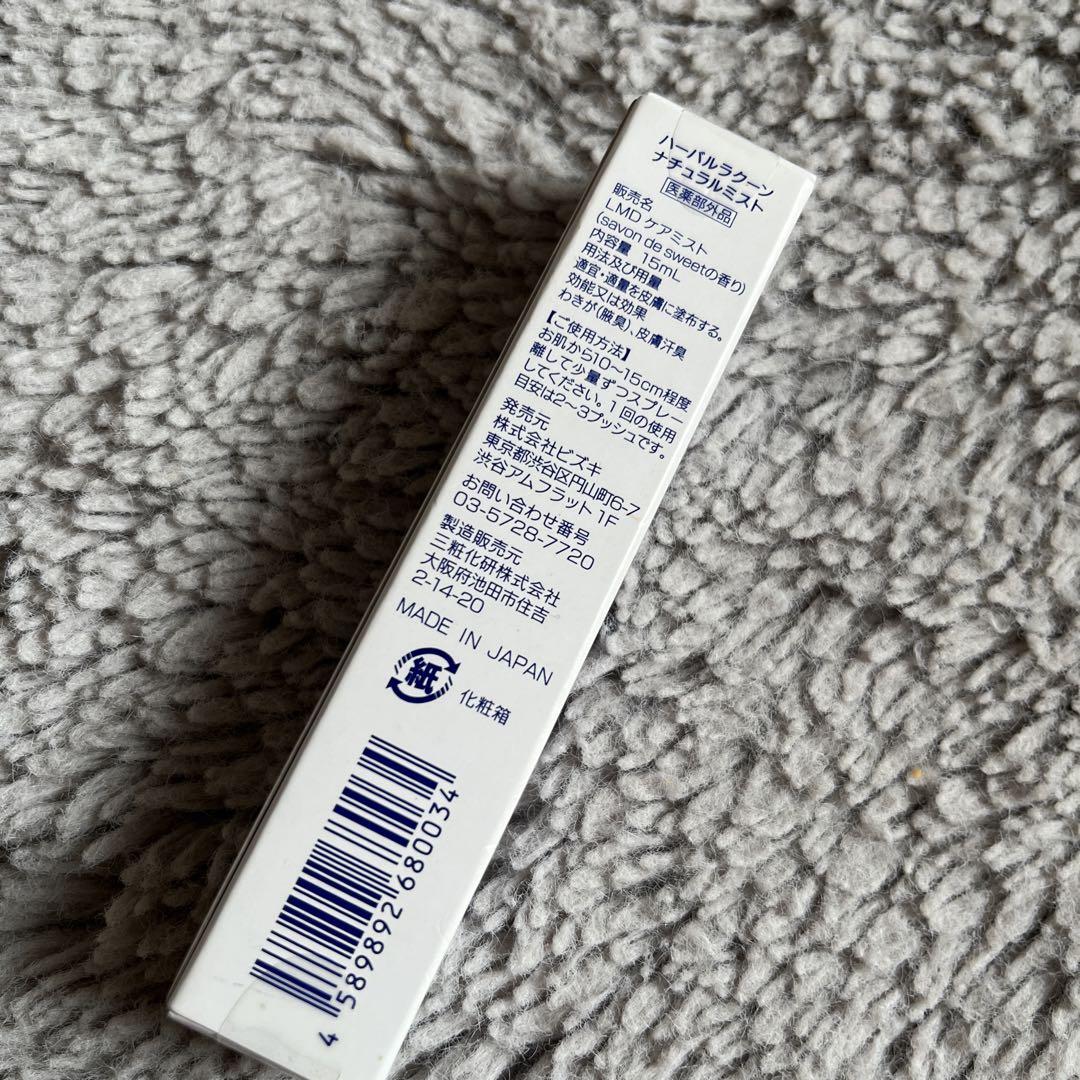 ハーバルラクーン
ナチュラルミスト
医薬部外品
販売名
LMD ケアミスト
(savon de sweetの香り)
内容量 15mL
用法及び用量
適宜・適量を皮膚に塗布する。
効能又は効果
わきが(腋臭)、皮膚汗臭
【ご使用方法】
お肌から10〜15cm程度
離して少量ずつスプレー
してください。1回の使用
目安は2〜3プッシュです。
発売元
株式会社ビズキ
東京都渋谷区円山町6-7
渋谷アムフラット1F
お問い合わせ番号
03-5728-7720
製造販売元
三粧化研株式会社
大阪府池田市住吉
2-14-20
MADE IN JAPAN
紙 化粧箱
4 589892 680034